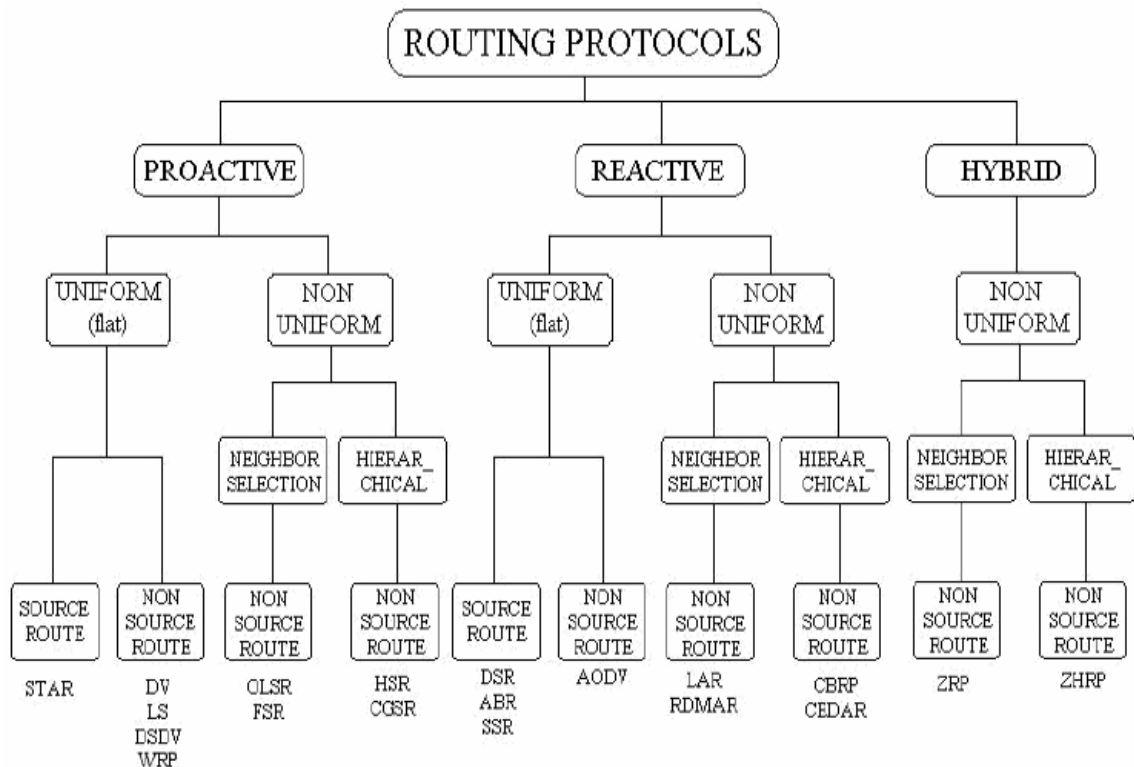 ROUTING PROTOCOLS
PROACTIVE
REACTIVE
HYBRID
UNIFORM
(flat)
NON
UNIFORM
UNIFORM
(flat)
NON
UNIFORM
NON
UNIFORM
NEIGHBOR
SELECTION
HIERAR_
CHICAL
NEIGHBOR
SELECTION
HIERAR_
CHICAL
NEIGHBOR
SELECTION
HIERAR_
CHICAL
SOURCE
ROUTE
NON
SOURCE
ROUTE
NON
SOURCE
ROUTE
NON
SOURCE
ROUTE
SOURCE
ROUTE
NON
SOURCE
ROUTE
NON
SOURCE
ROUTE
NON
SOURCE
ROUTE
NON
SOURCE
ROUTE
NON
SOURCE
ROUTE
STAR
DV
LS
DSDV
WRP
OLSR
FSR
HSR
CGSR
DSR
ABR
SSR
AODV
LAR
RDMAR
CBRP
CEDAR
ZRP
ZHRP